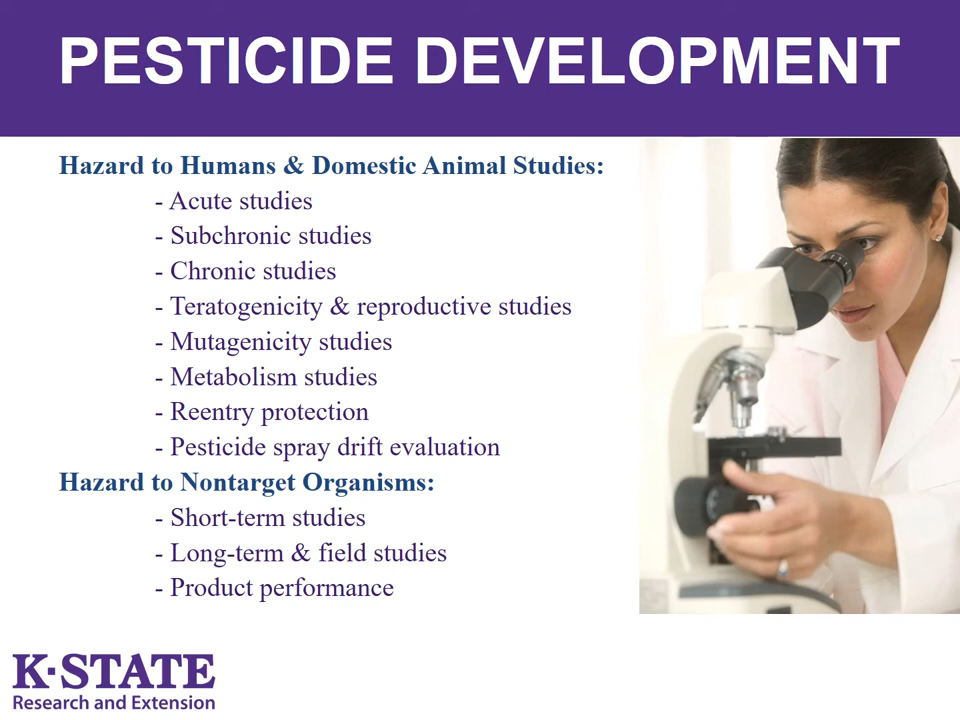 PESTICIDE DEVELOPMENT
Hazard to Humans & Domestic Animal Studies:
- Acute studies
- Subchronic studies
- Chronic studies
- Teratogenicity & reproductive studies
- Mutagenicity studies
- Metabolism studies
- Reentry protection
- Pesticide spray drift evaluation
Hazard to Nontarget Organisms:
- Short-term studies
- Long-term & field studies
- Product performance
K·STATE
Research and Extension